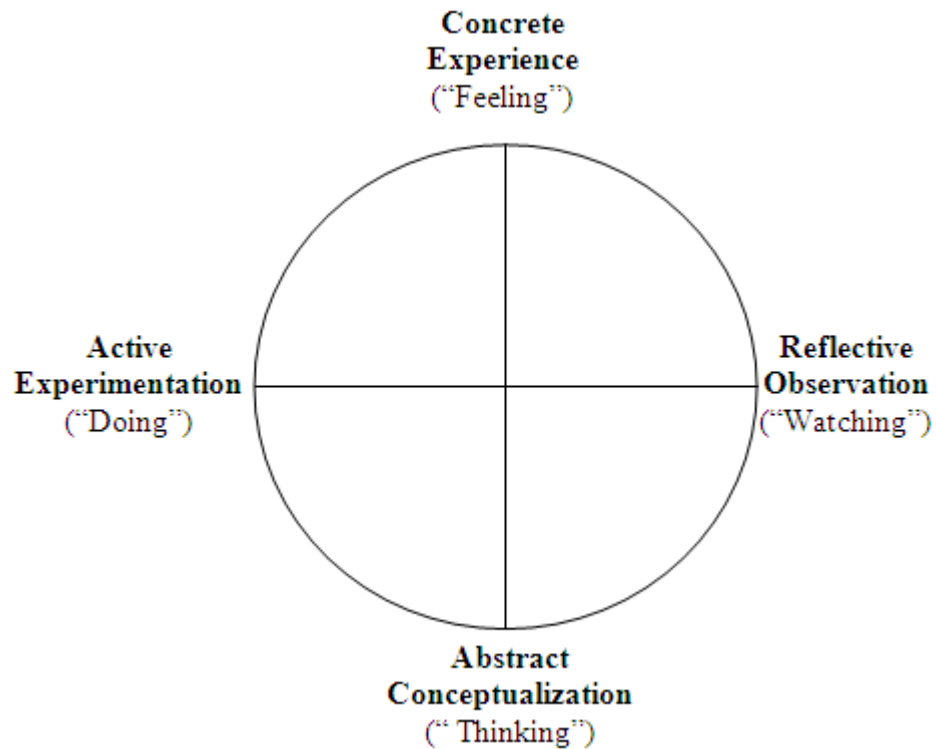 Concrete
Experience
(“Feeling”)
Active
Experimentation
(“Doing”)
Reflective
Observation
(“Watching”)
Abstract
Conceptualization
(“ Thinking”)